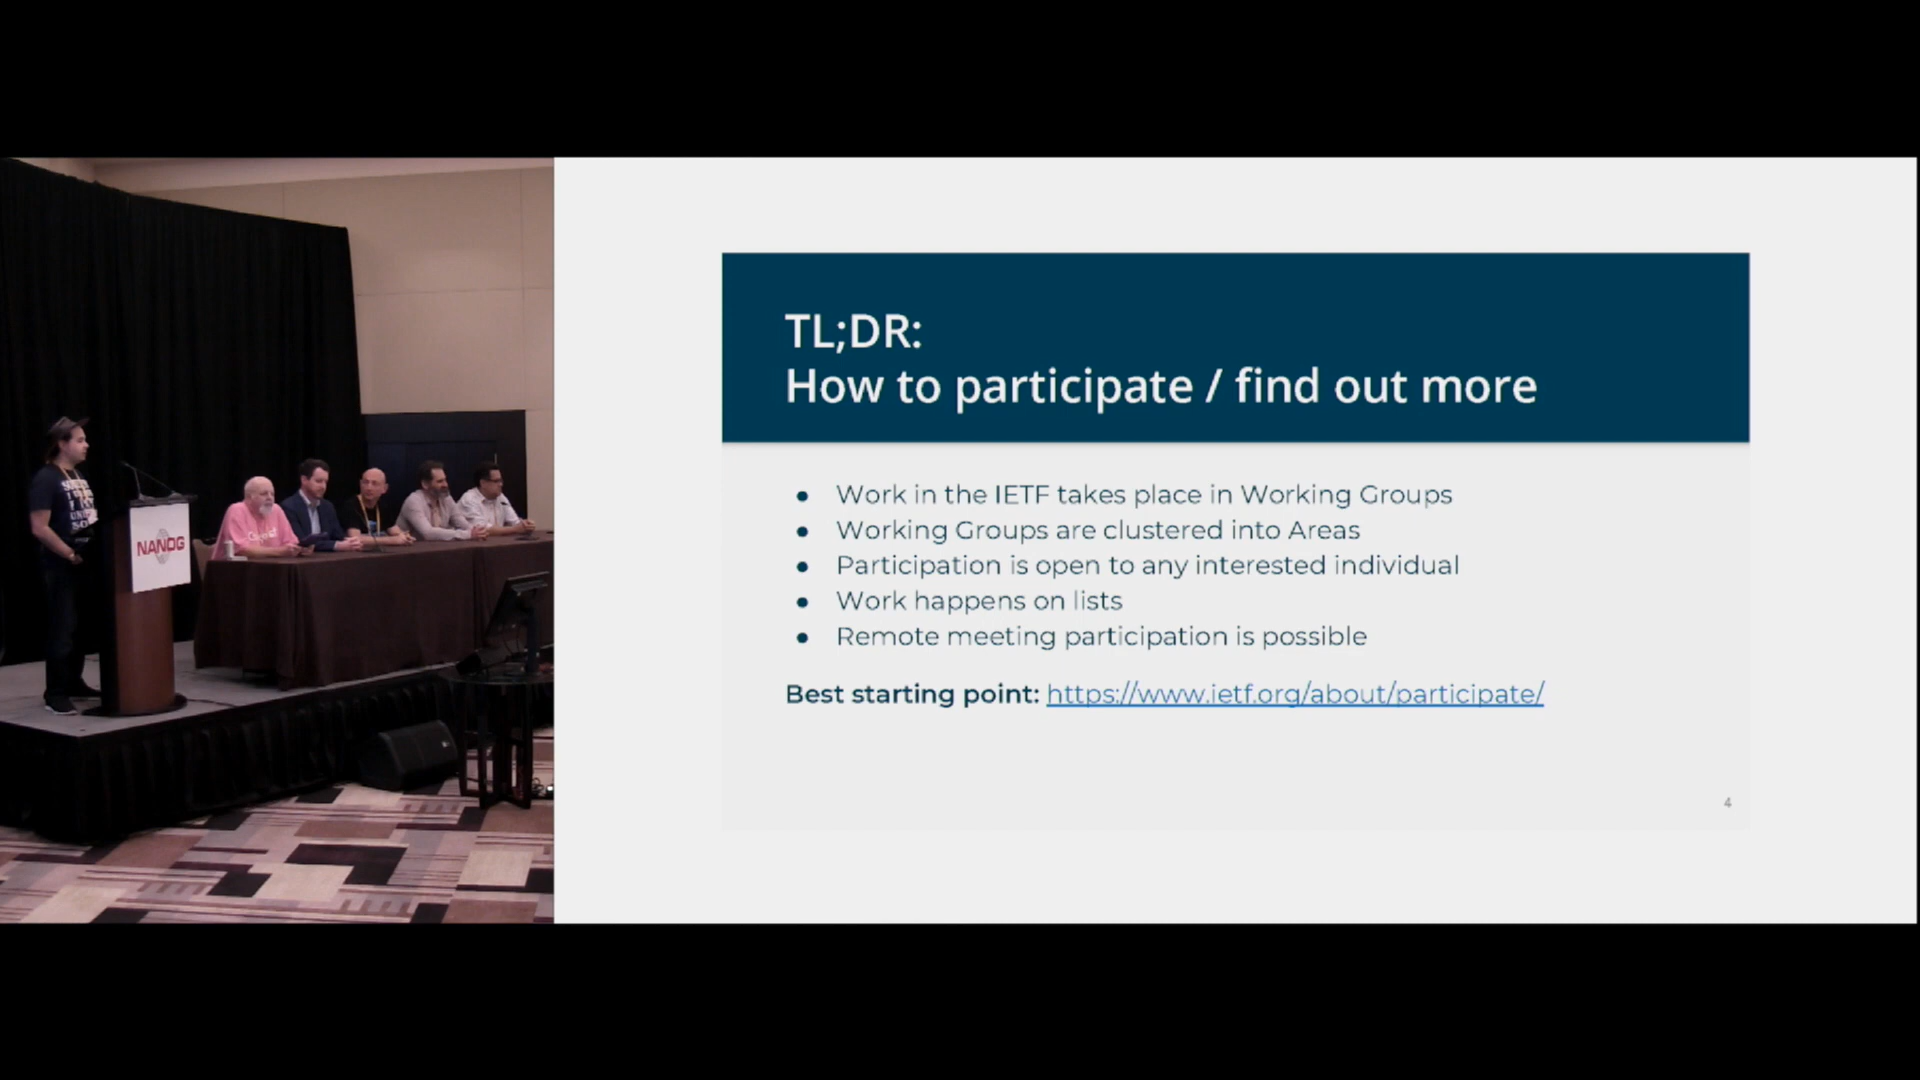 NANOG
TL;DR:
How to participate / find out more
● Work in the IETF takes place in Working Groups
● Working Groups are clustered into Areas
● Participation is open to any interested individual
● Work happens on lists
● Remote meeting participation is possible
Best starting point: https://www.ietf.org/about/participate/
4